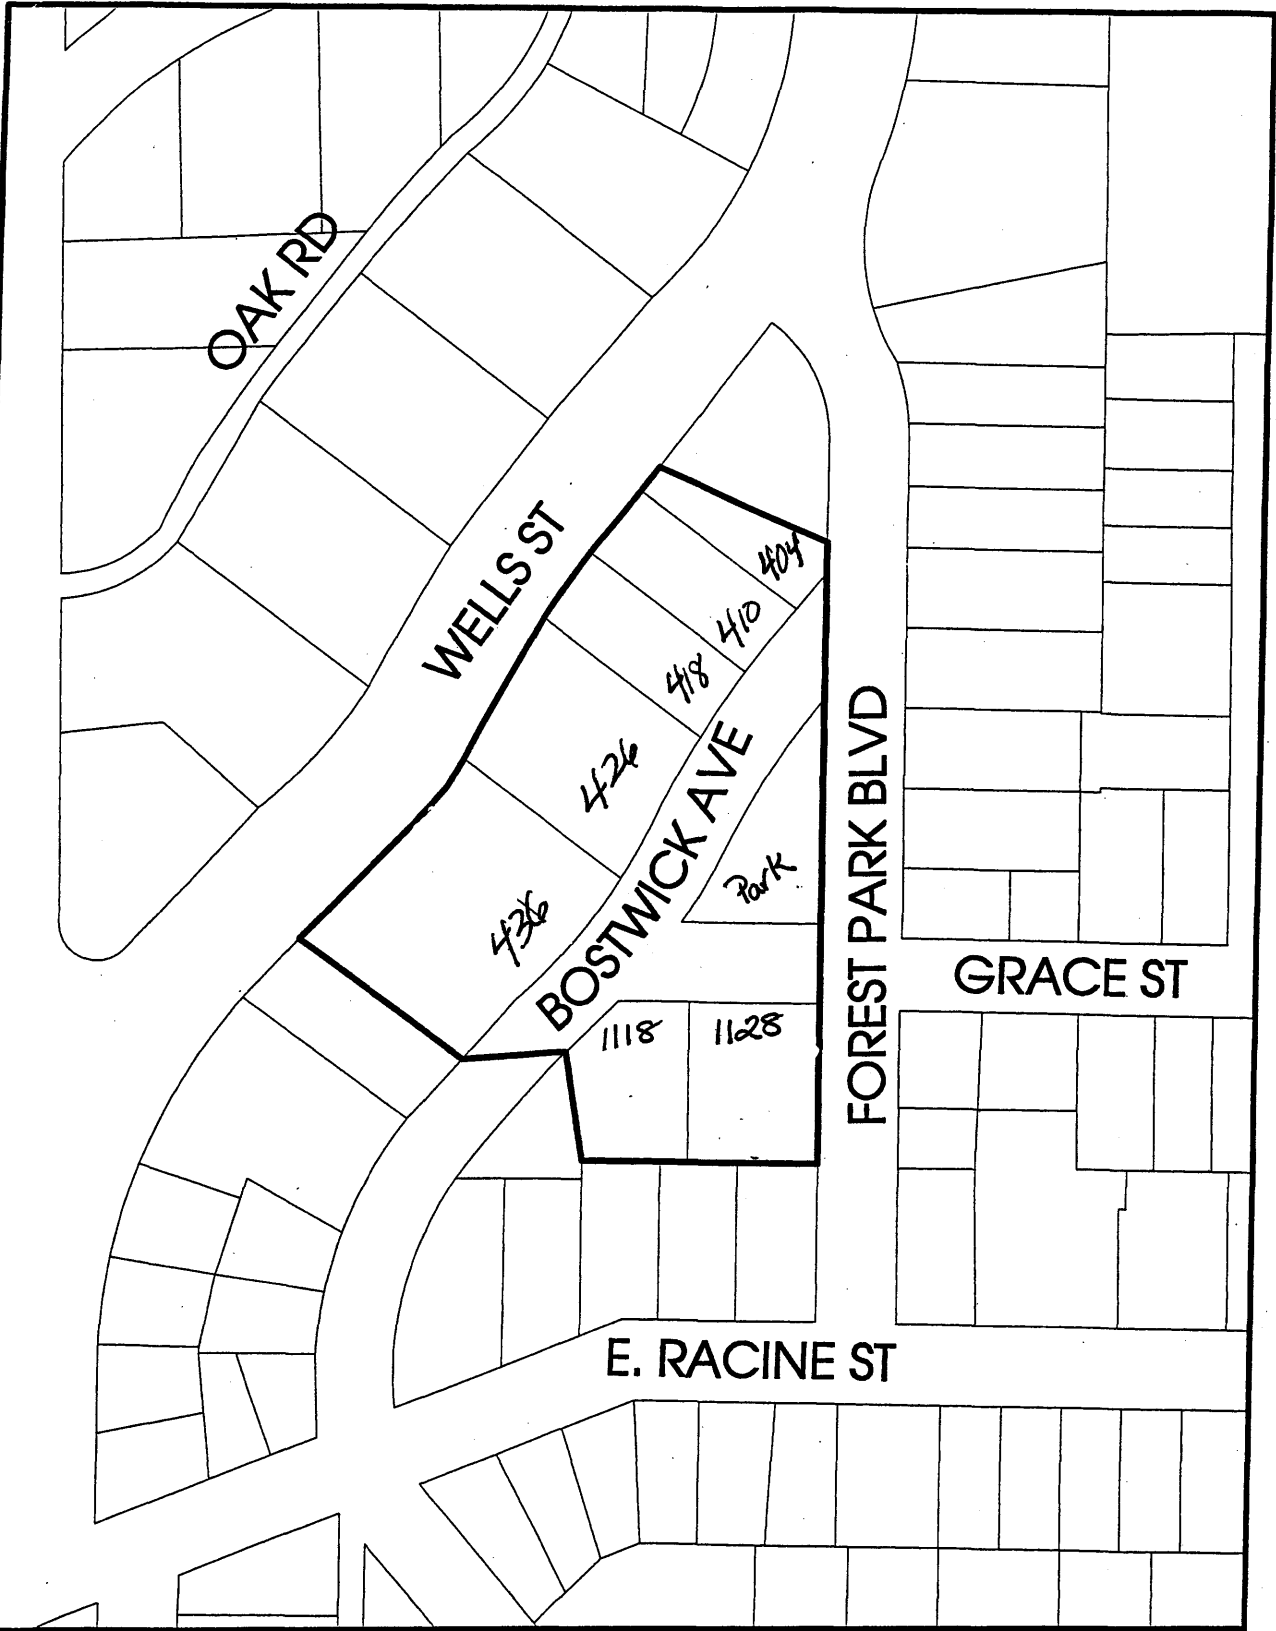 OAK RD
WELLS ST
404
410
418
426
436
BOSTWICK AVE
Park
FOREST PARK BLVD
GRACE ST
1118
1128
E. RACINE ST